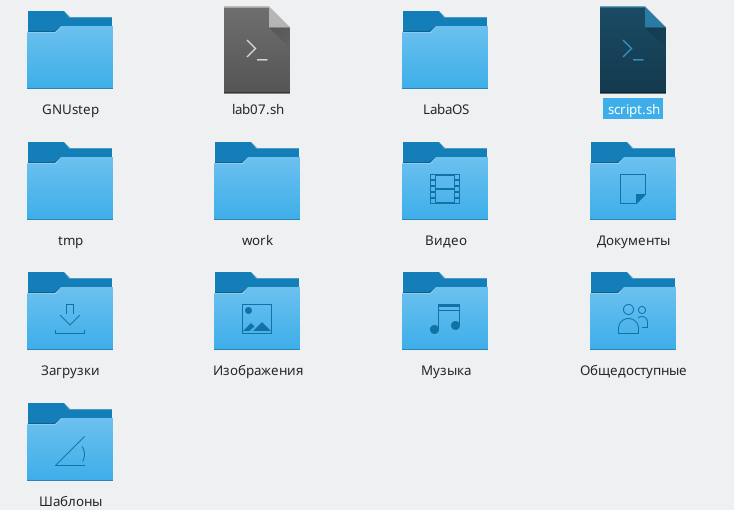 GNUstep
lab07.sh
LabaOS
script.sh
tmp
work
Видео
Документы
Загрузки
Изображения
Музыка
Общедоступные
Шаблоны